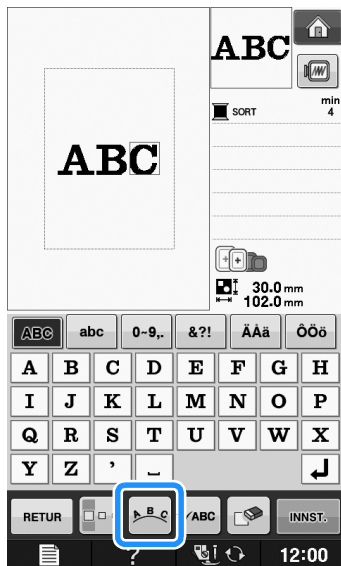 ABC
SORT
min
4
ABC
30.0 mm
102.0 mm
ABC abc 0~9,. &?! ÄÅä ÔÖö
A B C D E F G H
I J K L M N O P
Q R S T U V W X
Y Z ' ⎵ ↵
RETUR A B C ABC INNST.
? 12:00